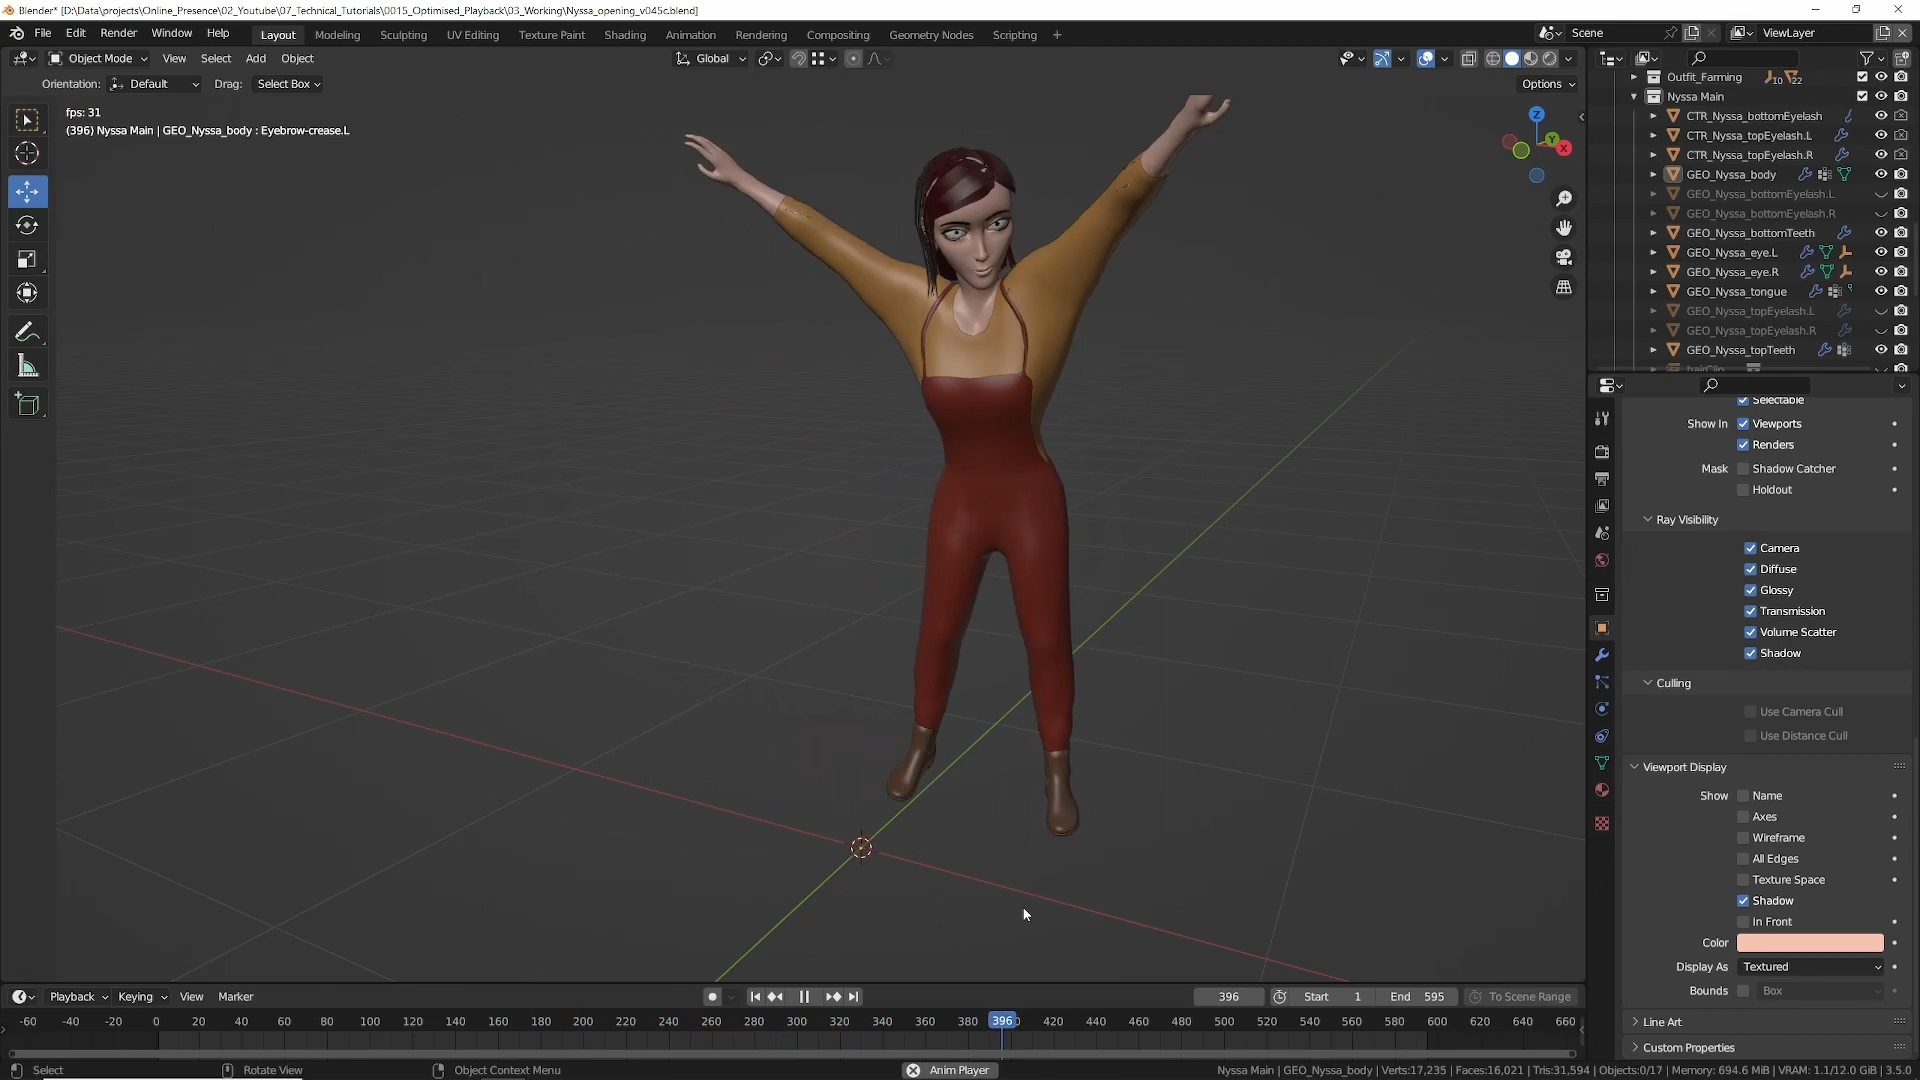 Blender* [D:\Data\projects\Online_Presence\02_Youtube\07_Technical_Tutorials\0015_Optimised_Playback\03_Working\Nyssa_opening_v045c.blend]
File Edit Render Window Help Layout Modeling Sculpting UV Editing Texture Paint Shading Animation Rendering Compositing Geometry Nodes Scripting + Scene ViewLayer
Object Mode View Select Add Object Global
Orientation: Default Drag: Select Box Options
fps: 31
(396) Nyssa Main | GEO_Nyssa_body : Eyebrow-crease.L
Z
Y
X
Outfit_Farming 10 22
Nyssa Main
CTR_Nyssa_bottomEyelash
CTR_Nyssa_topEyelash.L
CTR_Nyssa_topEyelash.R
GEO_Nyssa_body
GEO_Nyssa_bottomEyelash.L
GEO_Nyssa_bottomEyelash.R
GEO_Nyssa_bottomTeeth
GEO_Nyssa_eye.L
GEO_Nyssa_eye.R
GEO_Nyssa_tongue
GEO_Nyssa_topEyelash.L
GEO_Nyssa_topEyelash.R
GEO_Nyssa_topTeeth
hairClip
Selectable
Show In Viewports
Renders
Mask Shadow Catcher
Holdout
Ray Visibility
Camera
Diffuse
Glossy
Transmission
Volume Scatter
Shadow
Culling
Use Camera Cull
Use Distance Cull
Viewport Display
Show Name
Axes
Wireframe
All Edges
Texture Space
Shadow
In Front
Color
Display As Textured
Bounds Box
Line Art
Custom Properties
Playback Keying View Marker 396 Start 1 End 595 To Scene Range
-60 -40 -20 0 20 40 60 80 100 120 140 160 180 200 220 240 260 280 300 320 340 360 380 396 420 440 460 480 500 520 540 560 580 600 620 640 660
Select Rotate View Object Context Menu Anim Player Nyssa Main | GEO_Nyssa_body | Verts:17,235 | Faces:16,021 | Tris:31,594 | Objects:0/17 | Memory: 694.6 MiB | VRAM: 1.1/12.0 GiB | 3.5.0